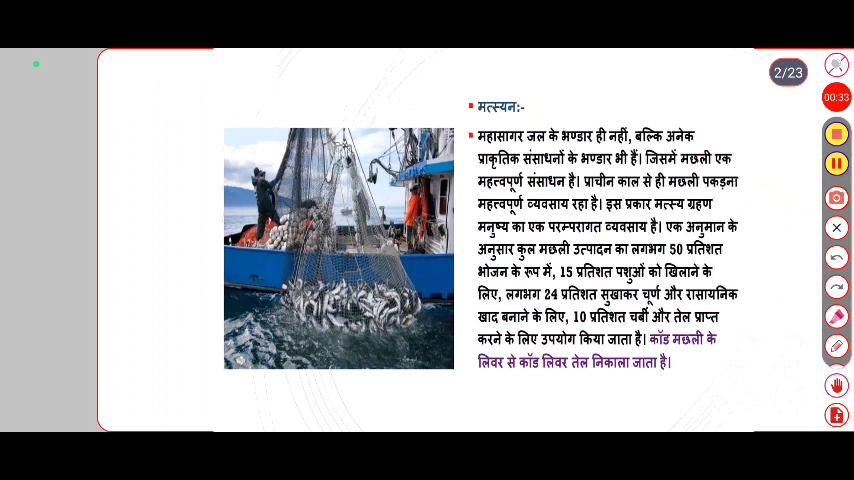 2/23
00:33
मत्स्यन:-
महासागर जल के भण्डार ही नहीं, बल्कि अनेक
प्राकृतिक संसाधनों के भण्डार भी हैं। जिसमें मछली एक
महत्त्वपूर्ण संसाधन है। प्राचीन काल से ही मछली पकड़ना
महत्त्वपूर्ण व्यवसाय रहा है। इस प्रकार मत्स्य ग्रहण
मनुष्य का एक परम्परागत व्यवसाय है। एक अनुमान के
अनुसार कुल मछली उत्पादन का लगभग 50 प्रतिशत
भोजन के रूप में, 15 प्रतिशत पशुओं को खिलाने के
लिए, लगभग 24 प्रतिशत सुखाकर चूर्ण और रासायनिक
खाद बनाने के लिए, 10 प्रतिशत चर्बी और तेल प्राप्त
करने के लिए उपयोग किया जाता है। कॉड मछली के
लिवर से कॉड लिवर तेल निकाला जाता है।